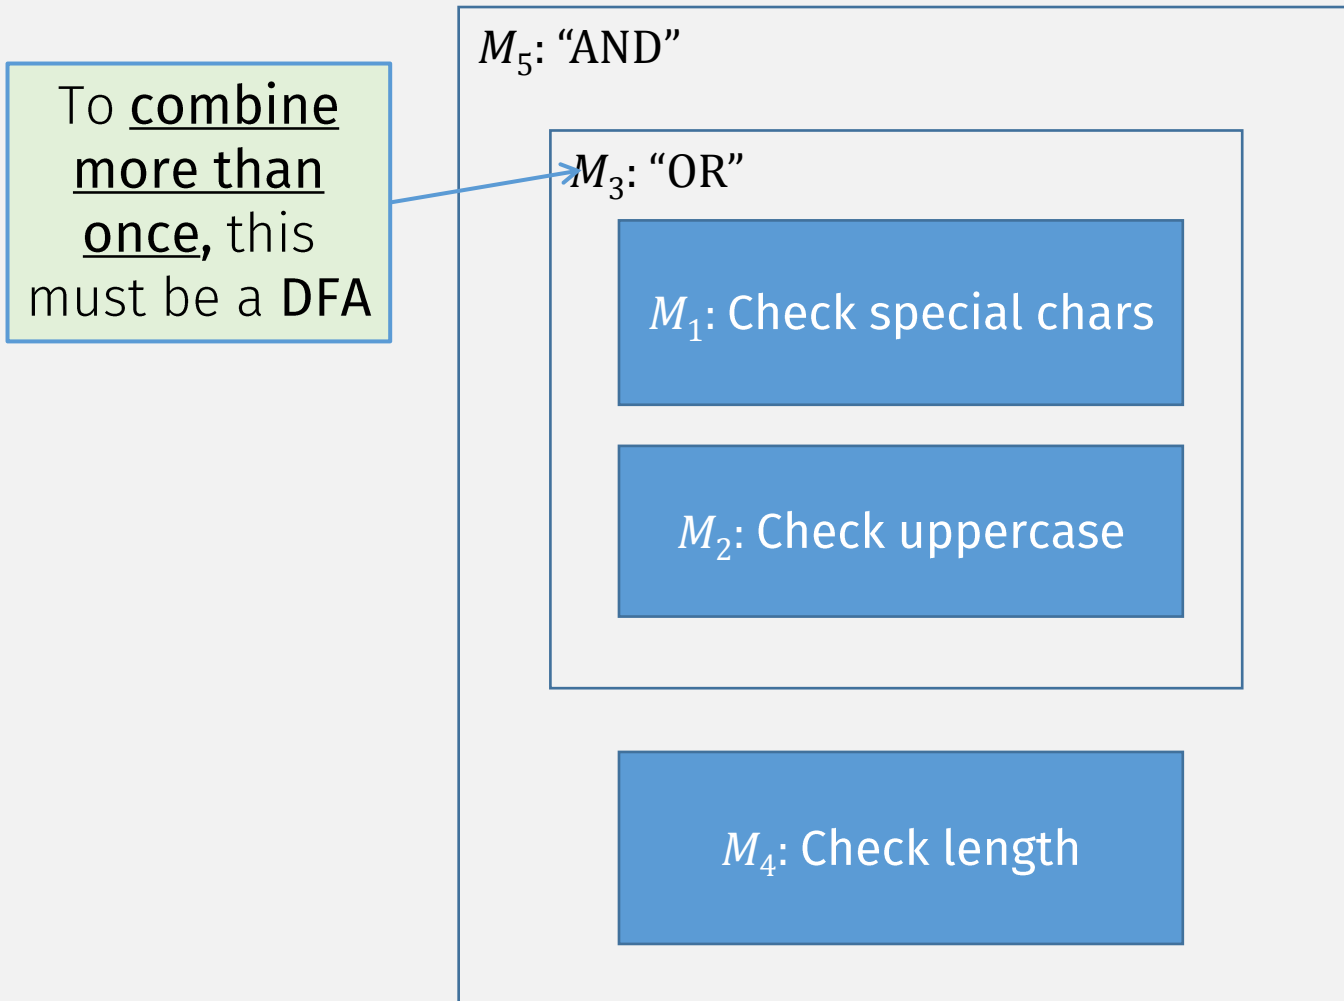 M₅: “AND”
To combine
more than
once, this
must be a DFA
M₃: “OR”
M₁: Check special chars
M₂: Check uppercase
M₄: Check length